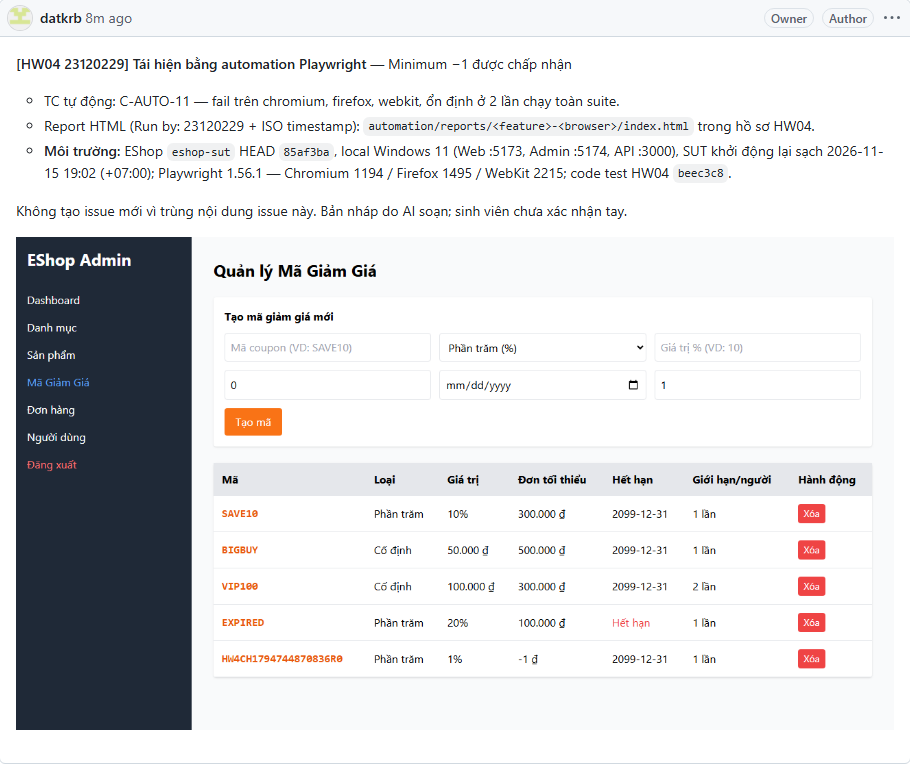 datkrb 8m ago Owner Author ...
[HW04 23120229] Tái hiện bằng automation Playwright — Minimum −1 được chấp nhận
TC tự động: C-AUTO-11 — fail trên chromium, firefox, webkit, ổn định ở 2 lần chạy toàn suite.
Report HTML (Run by: 23120229 + ISO timestamp): automation/reports/<feature>-<browser>/index.html trong hồ sơ HW04.
Môi trường: EShop eshop-sut HEAD 85af3ba , local Windows 11 (Web :5173, Admin :5174, API :3000), SUT khởi động lại sạch 2026-11-
15 19:02 (+07:00); Playwright 1.56.1 — Chromium 1194 / Firefox 1495 / WebKit 2215; code test HW04 beec3c8 .
Không tạo issue mới vì trùng nội dung issue này. Bản nháp do AI soạn; sinh viên chưa xác nhận tay.
EShop Admin
Dashboard
Danh mục
Sản phẩm
Mã Giảm Giá
Đơn hàng
Người dùng
Đăng xuất
Quản lý Mã Giảm Giá
Tạo mã giảm giá mới
Mã coupon (VD: SAVE10) Phần trăm (%) Giá trị % (VD: 10)
0 mm/dd/yyyy 1
Tạo mã
Mã Loại Giá trị Đơn tối thiểu Hết hạn Giới hạn/người Hành động
SAVE10 Phần trăm 10% 300.000 ₫ 2099-12-31 1 lần Xóa
BIGBUY Cố định 50.000 ₫ 500.000 ₫ 2099-12-31 1 lần Xóa
VIP100 Cố định 100.000 ₫ 300.000 ₫ 2099-12-31 2 lần Xóa
EXPIRED Phần trăm 20% 100.000 ₫ Hết hạn 1 lần Xóa
HW4CH1794744870836R0 Phần trăm 1% -1 ₫ 2099-12-31 1 lần Xóa